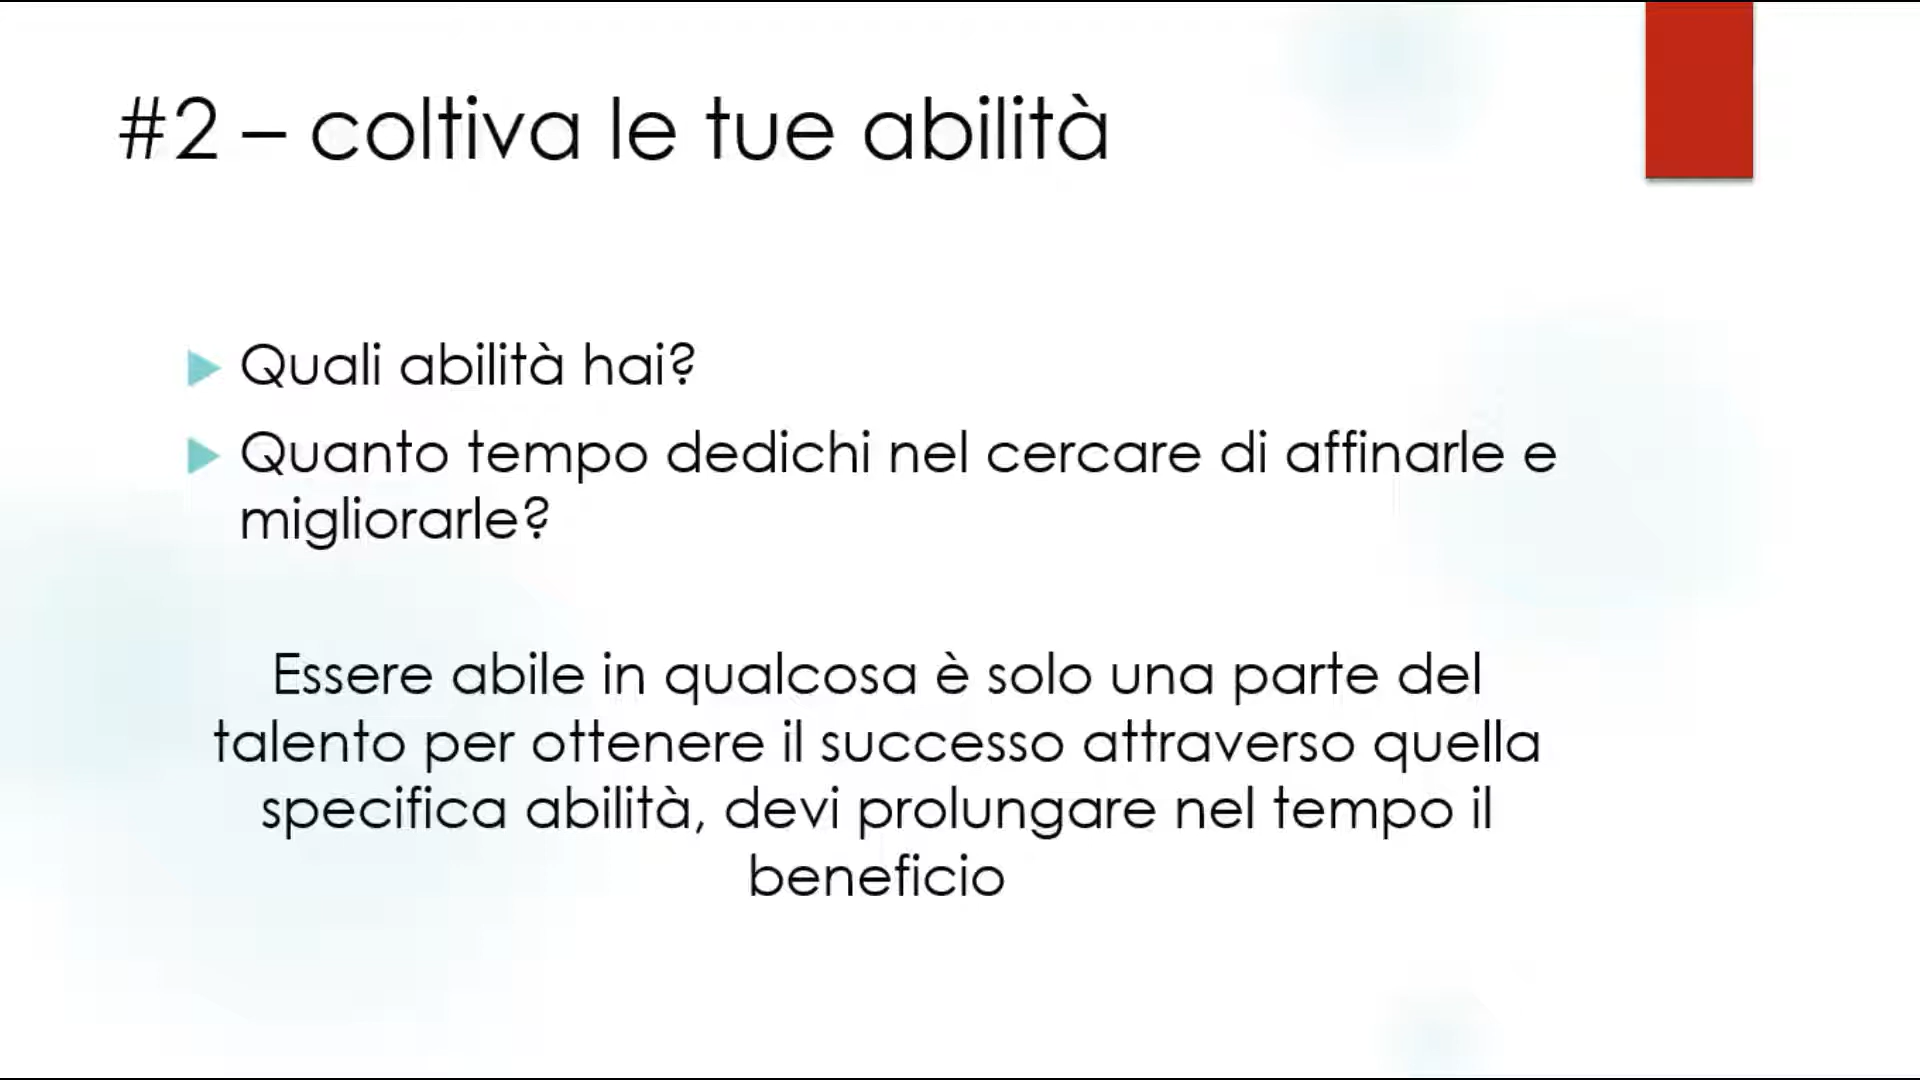 #2 – coltiva le tue abilità
Quali abilità hai?
Quanto tempo dedichi nel cercare di affinarle e
migliorarle?
Essere abile in qualcosa è solo una parte del
talento per ottenere il successo attraverso quella
specifica abilità, devi prolungare nel tempo il
beneficio